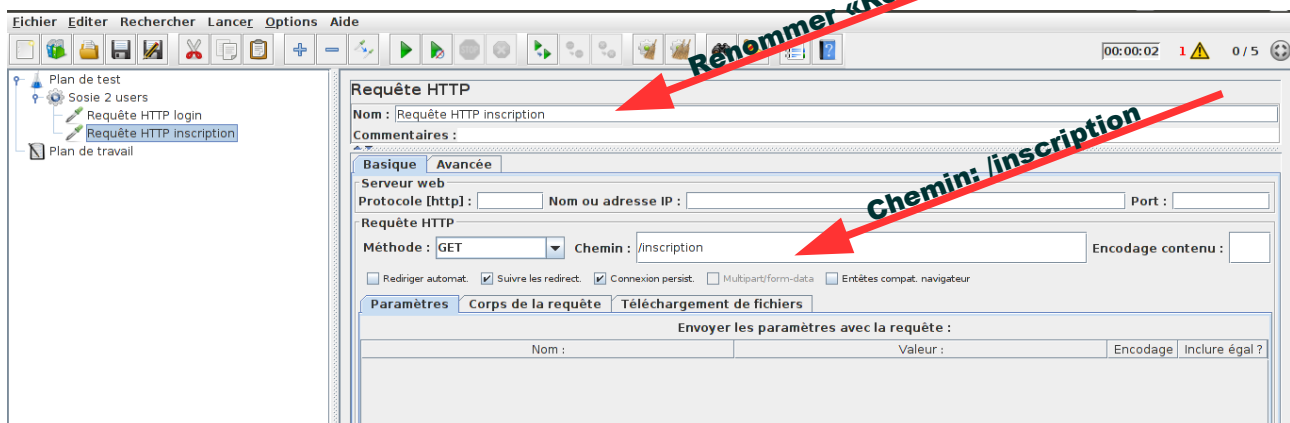 Fichier Editer Rechercher Lancer Options Aide
00:00:02 1 0 / 5
Renommer
Plan de test
Sosie 2 users
Requête HTTP login
Requête HTTP inscription
Plan de travail
Requête HTTP
Nom : Requête HTTP inscription
Commentaires :
Basique Avancée
Serveur web
Protocole [http] : Nom ou adresse IP : Port :
Chemin: /inscription
Requête HTTP
Méthode : GET Chemin : /inscription Encodage contenu :
Rediriger automat. Suivre les redirect. Connexion persist. Multipart/form-data Entêtes compat. navigateur
Paramètres Corps de la requête Téléchargement de fichiers
Envoyer les paramètres avec la requête :
Nom : Valeur : Encodage Inclure égal ?